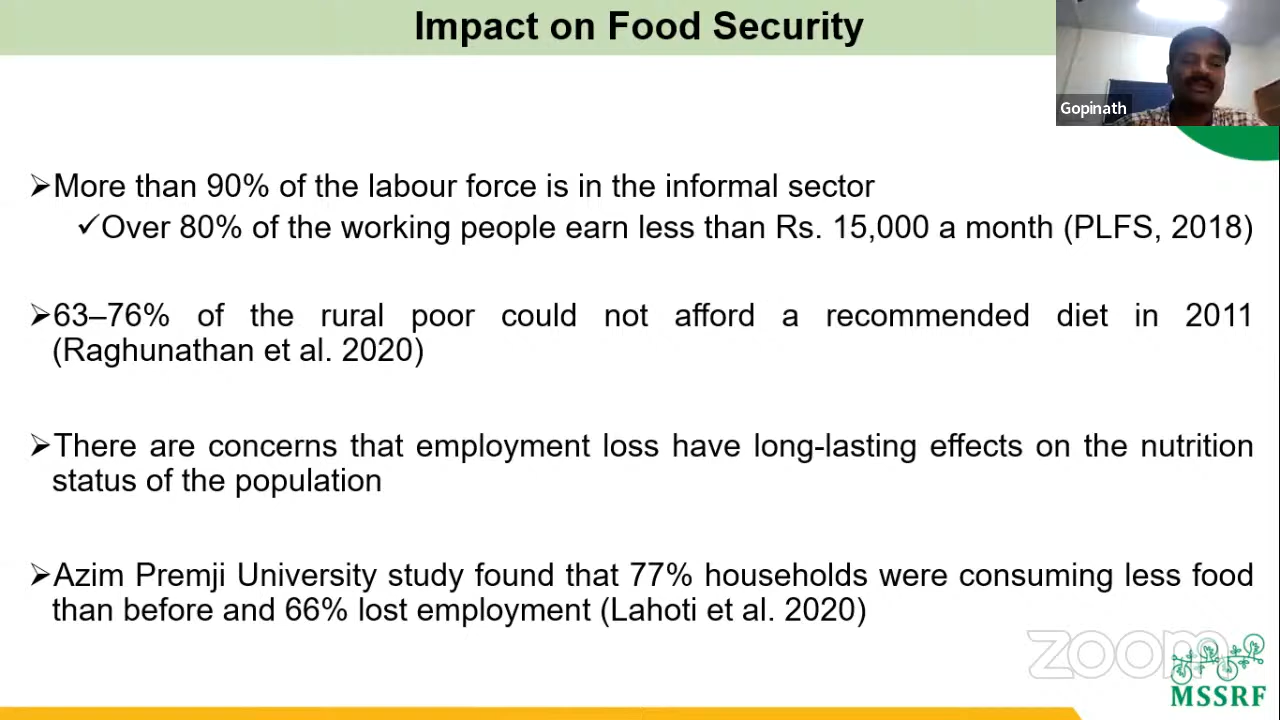 Impact on Food Security
Gopinath
➢More than 90% of the labour force is in the informal sector
✓Over 80% of the working people earn less than Rs. 15,000 a month (PLFS, 2018)
➢63–76% of the rural poor could not afford a recommended diet in 2011
(Raghunathan et al. 2020)
➢There are concerns that employment loss have long-lasting effects on the nutrition
status of the population
➢Azim Premji University study found that 77% households were consuming less food
than before and 66% lost employment (Lahoti et al. 2020)
zoom
MSSRF